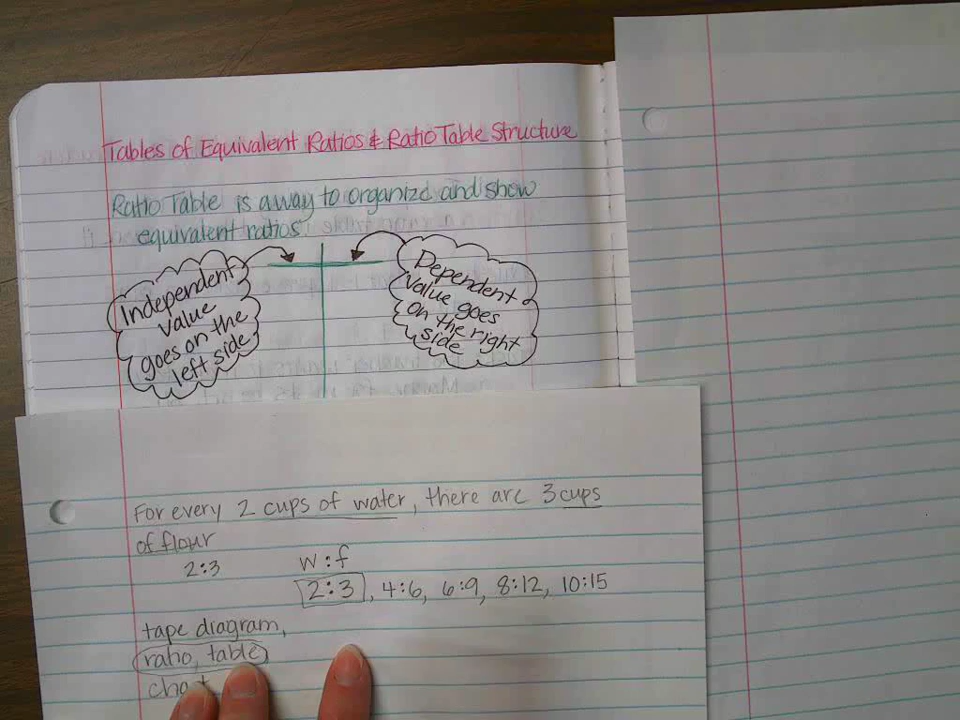 Tables of Equivalent Ratios & Ratio Table Structure
Ratio Table is a way to organize and show
equivalent ratios.
Independent
value
goes on the
left side
Dependent
value goes
on the right
side
For every 2 cups of water, there are 3 cups
of flour
2:3
w:f
2:3, 4:6, 6:9, 8:12, 10:15
tape diagram,
ratio, table